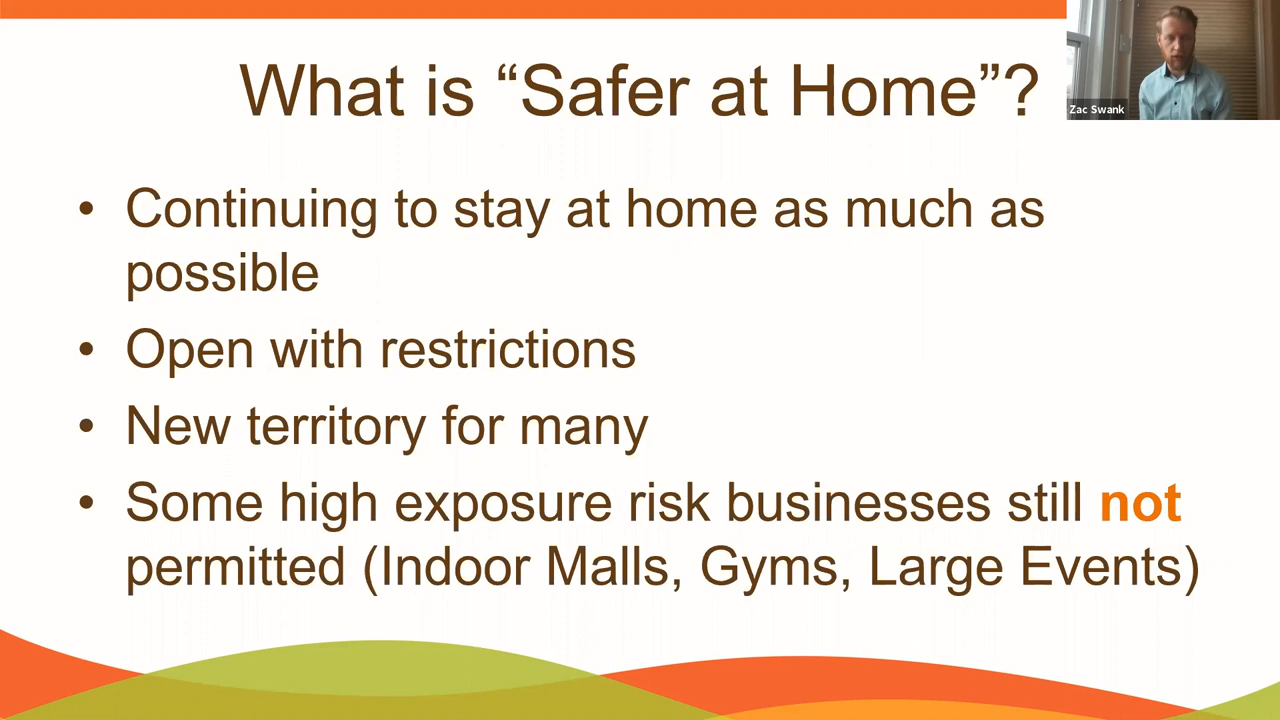 What is “Safer at Home”?
Zac Swank
• Continuing to stay at home as much as
possible
• Open with restrictions
• New territory for many
• Some high exposure risk businesses still not
permitted (Indoor Malls, Gyms, Large Events)